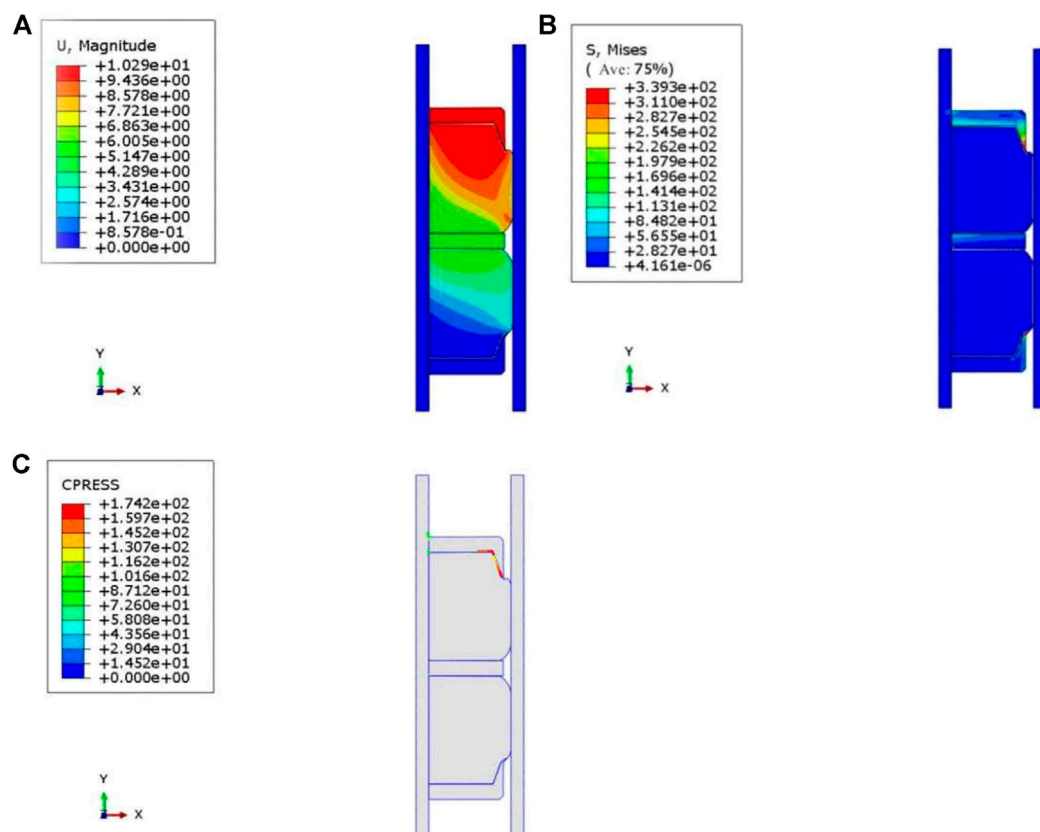 A
U, Magnitude
+1.029e+01
+9.436e+00
+8.578e+00
+7.721e+00
+6.863e+00
+6.005e+00
+5.147e+00
+4.289e+00
+3.431e+00
+2.574e+00
+1.716e+00
+8.578e-01
+0.000e+00
Y
Z
X
B
S, Mises
( Ave: 75%)
+3.393e+02
+3.110e+02
+2.827e+02
+2.545e+02
+2.262e+02
+1.979e+02
+1.696e+02
+1.414e+02
+1.131e+02
+8.482e+01
+5.655e+01
+2.827e+01
+4.161e-06
Y
Z
X
C
CPRESS
+1.742e+02
+1.597e+02
+1.452e+02
+1.307e+02
+1.162e+02
+1.016e+02
+8.712e+01
+7.260e+01
+5.808e+01
+4.356e+01
+2.904e+01
+1.452e+01
+0.000e+00
Y
Z
X